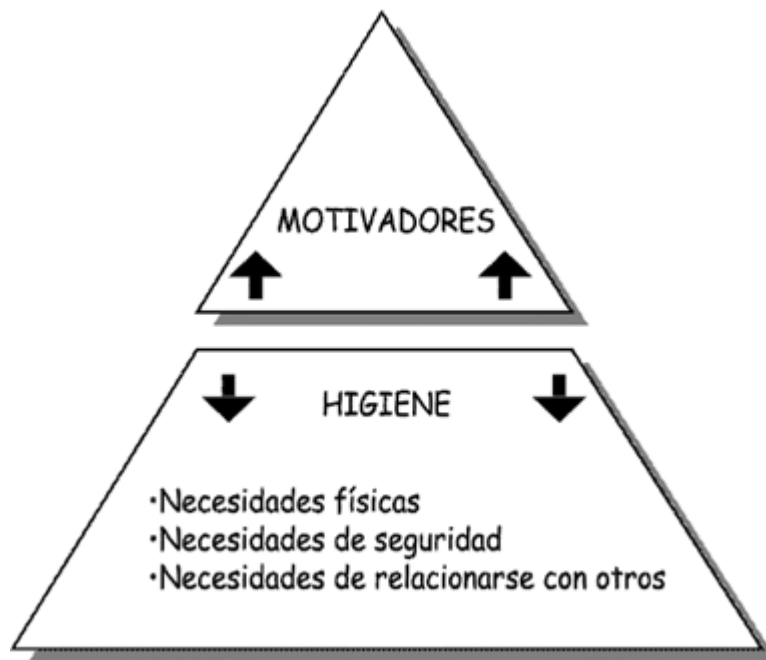 MOTIVADORES
HIGIENE
•Necesidades físicas
•Necesidades de seguridad
•Necesidades de relacionarse con otros